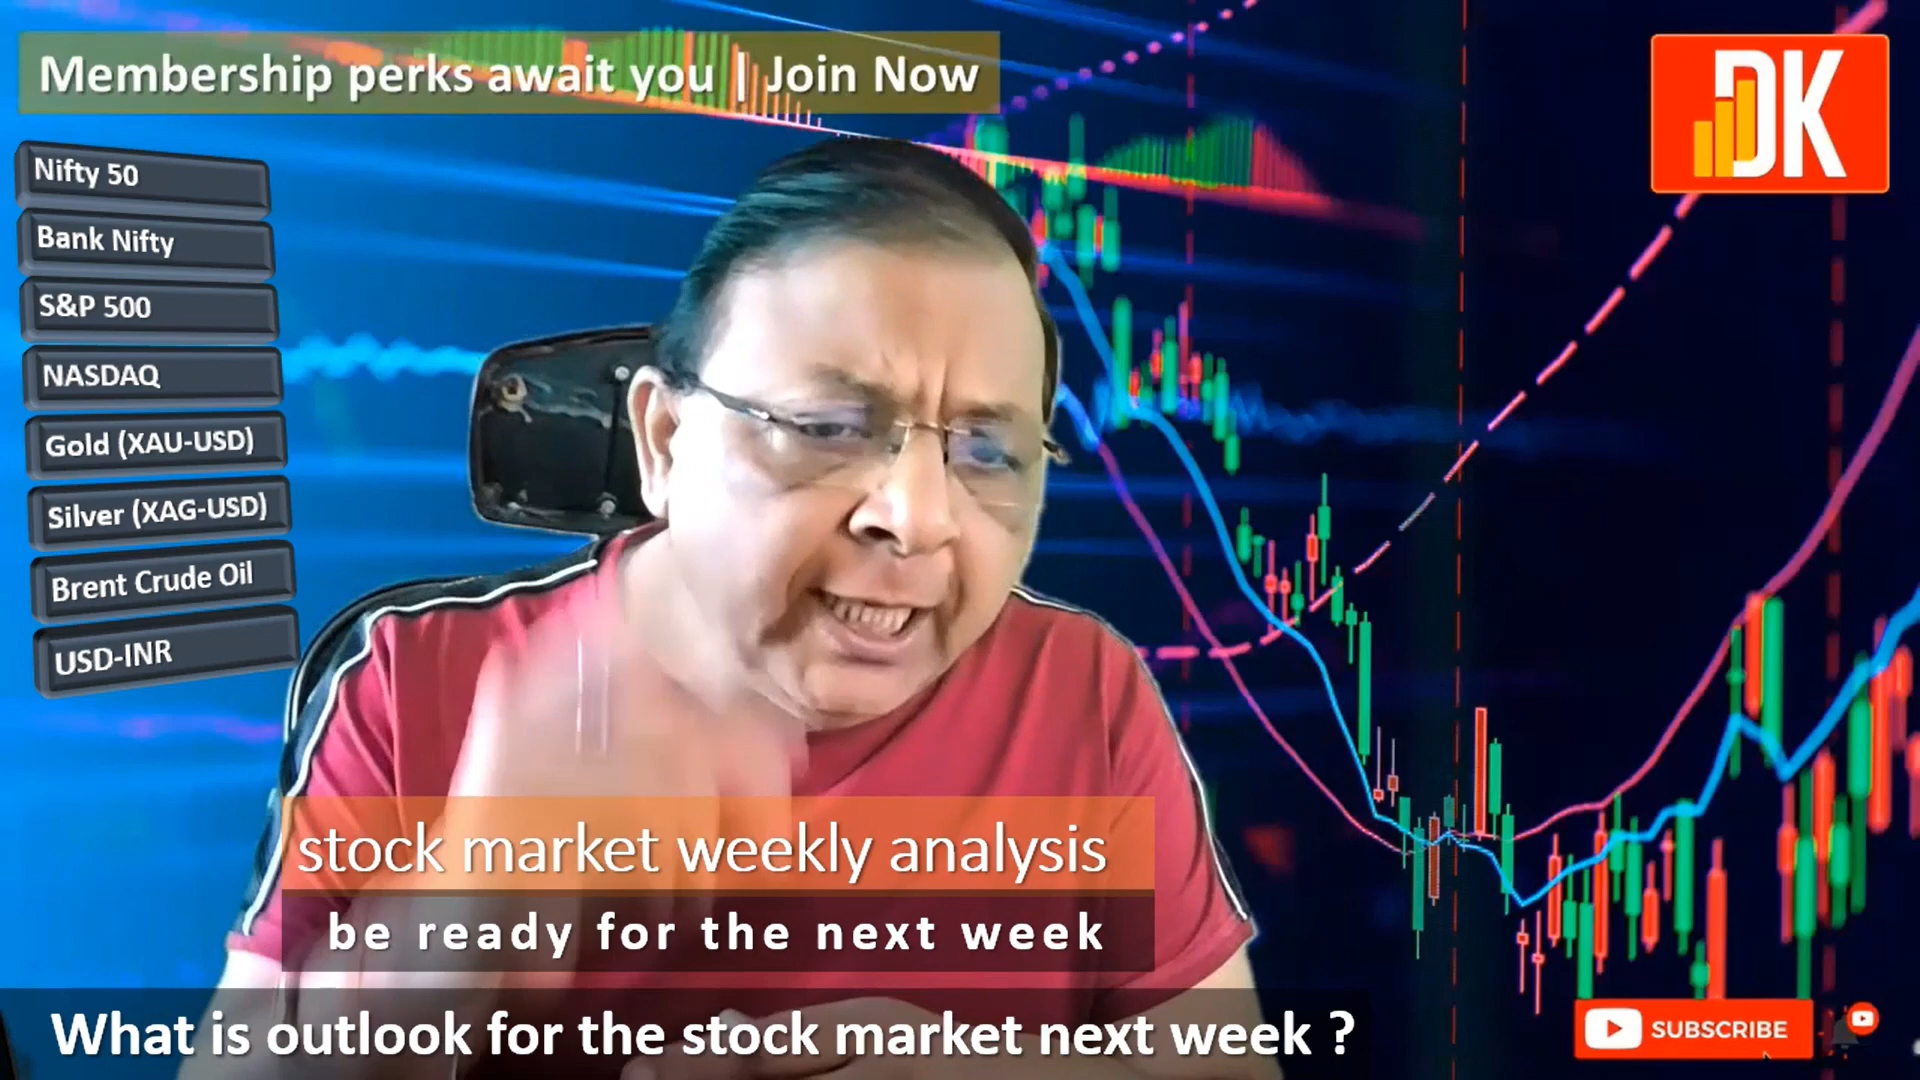 Membership perks await you | Join Now
DK
Nifty 50
Bank Nifty
S&P 500
NASDAQ
Gold (XAU-USD)
Silver (XAG-USD)
Brent Crude Oil
USD-INR
stock market weekly analysis
be ready for the next week
What is outlook for the stock market next week ?
SUBSCRIBE